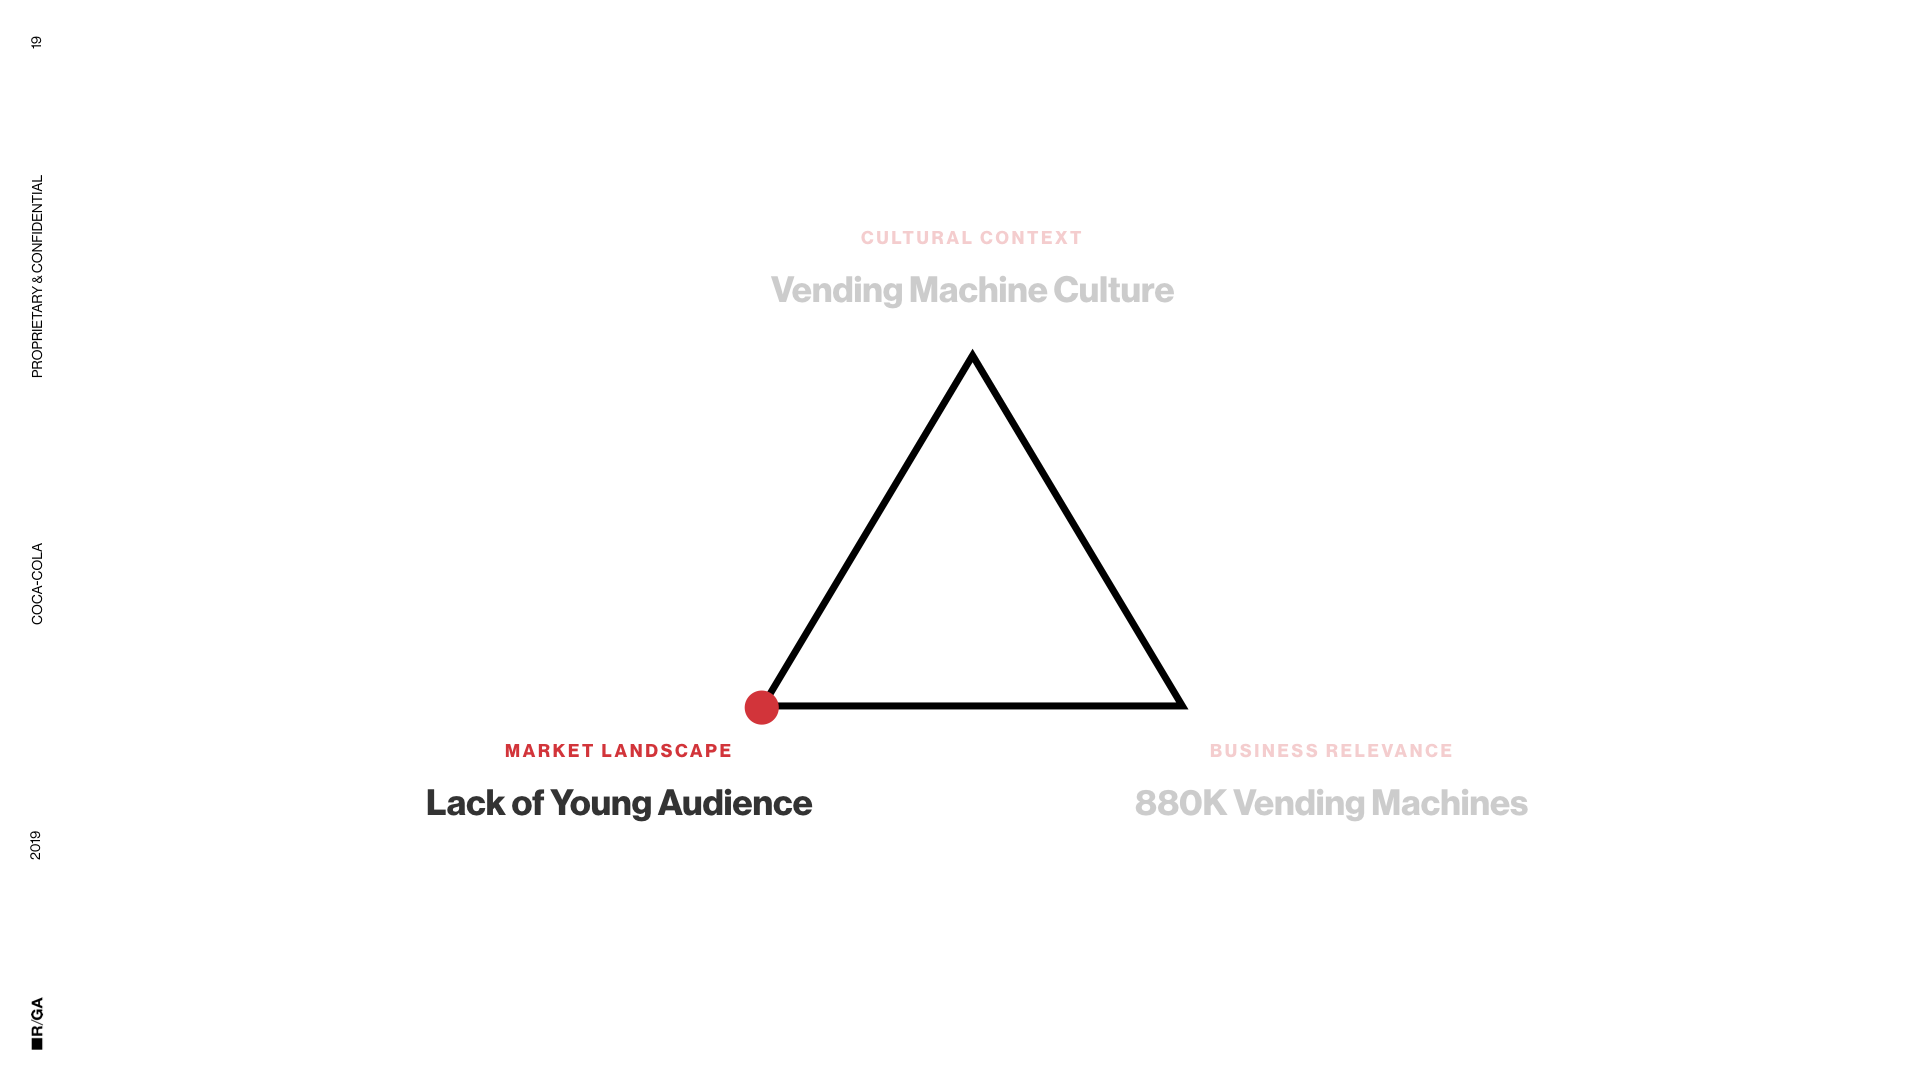 19
PROPRIETARY & CONFIDENTIAL
COCA-COLA
2019
R/GA
CULTURAL CONTEXT
Vending Machine Culture
MARKET LANDSCAPE
Lack of Young Audience
BUSINESS RELEVANCE
880K Vending Machines